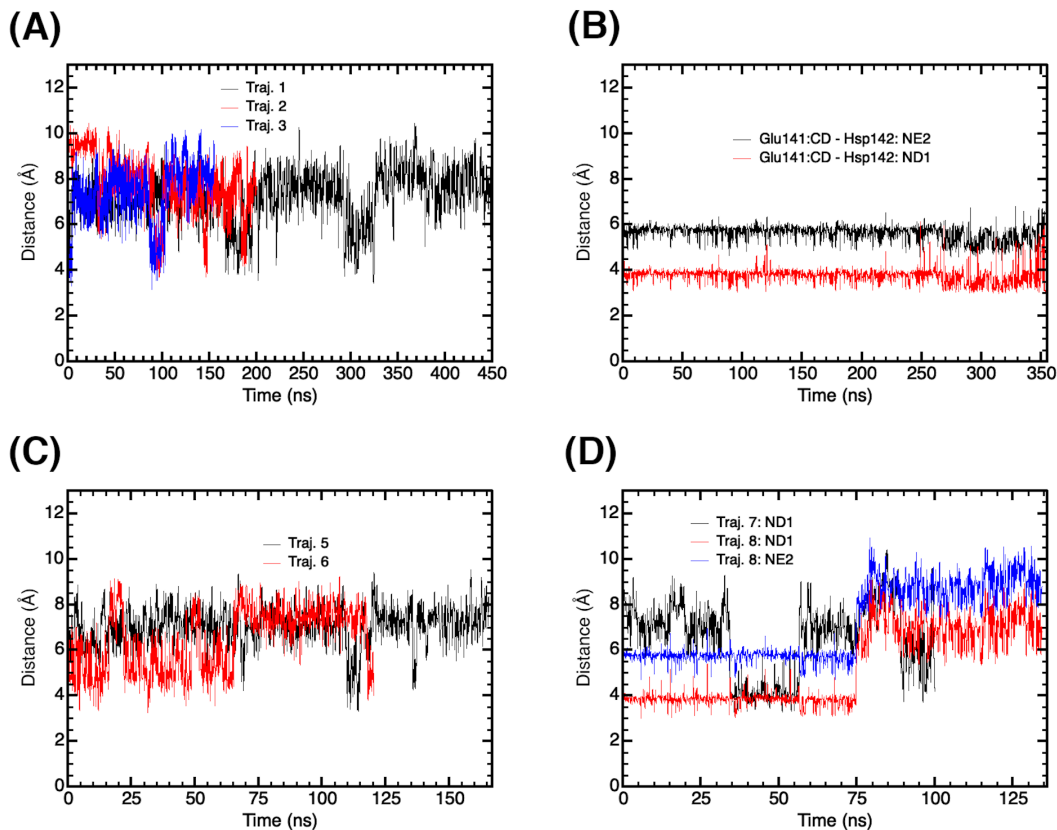 (A)
(B)
12
10
8
6
4
2
0
Distance (Å)
Traj. 1
Traj. 2
Traj. 3
0 50 100 150 200 250 300 350 400 450
Time (ns)
12
10
8
6
4
2
0
Distance (Å)
Glu141:CD - Hsp142: NE2
Glu141:CD - Hsp142: ND1
0 50 100 150 200 250 300 350
Time (ns)
(C)
(D)
12
10
8
6
4
2
0
Distance (Å)
Traj. 5
Traj. 6
0 25 50 75 100 125 150
Time (ns)
12
10
8
6
4
2
0
Distance (Å)
Traj. 7: ND1
Traj. 8: ND1
Traj. 8: NE2
0 25 50 75 100 125
Time (ns)